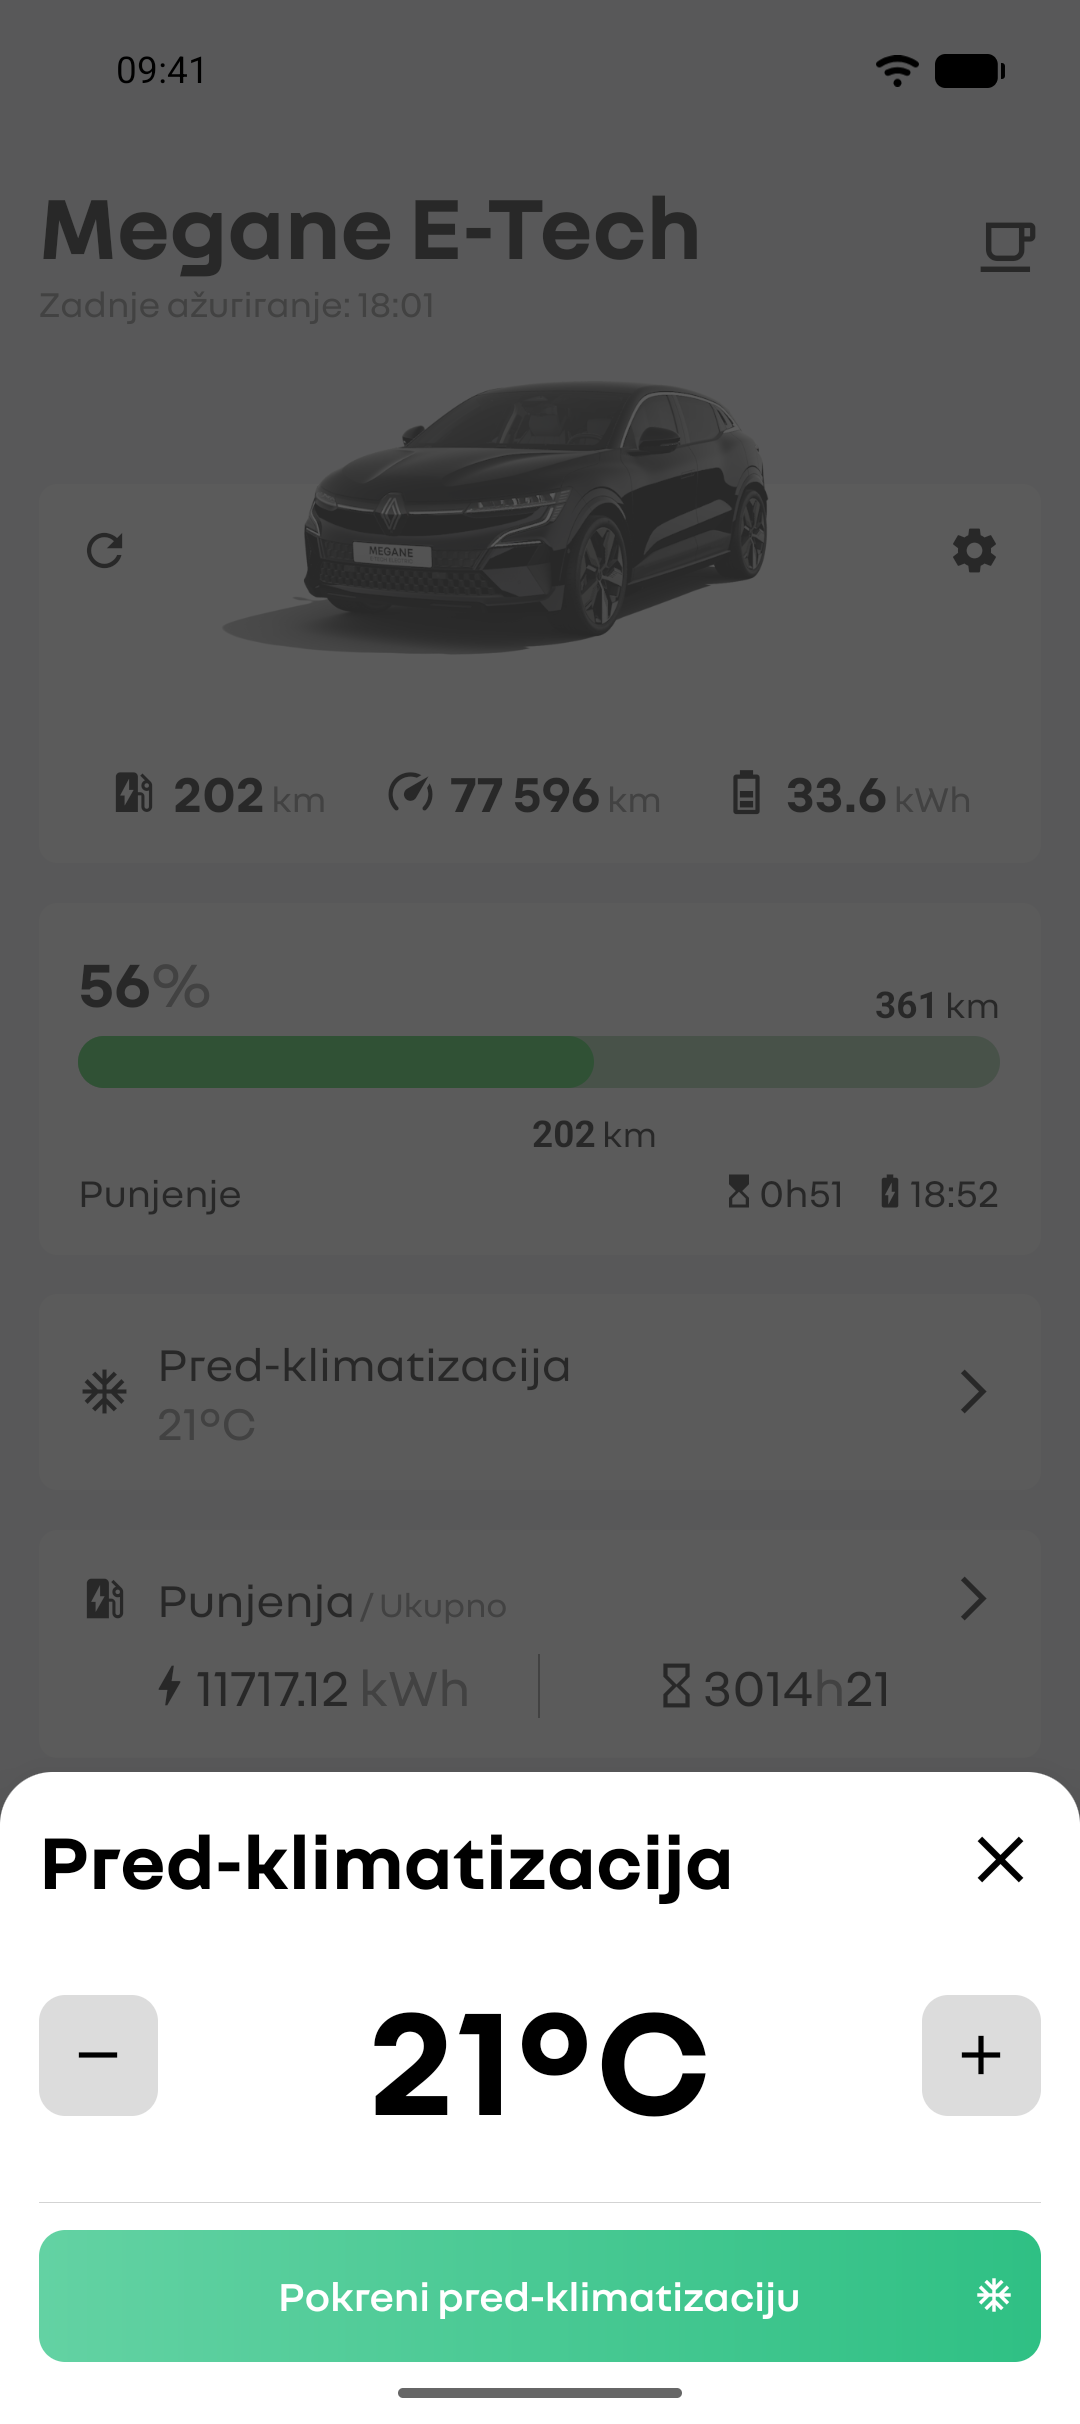 09:41
Megane E-Tech
Zadnje ažuriranje: 18:01
MEGANE
202 km 77 596 km 33.6 kWh
56%
361 km
202 km
Punjenje 0h51 18:52
Pred-klimatizacija
21°C
Punjenja / Ukupno
11717.12 kWh 3014h21
Pred-klimatizacija
21°C
Pokreni pred-klimatizaciju